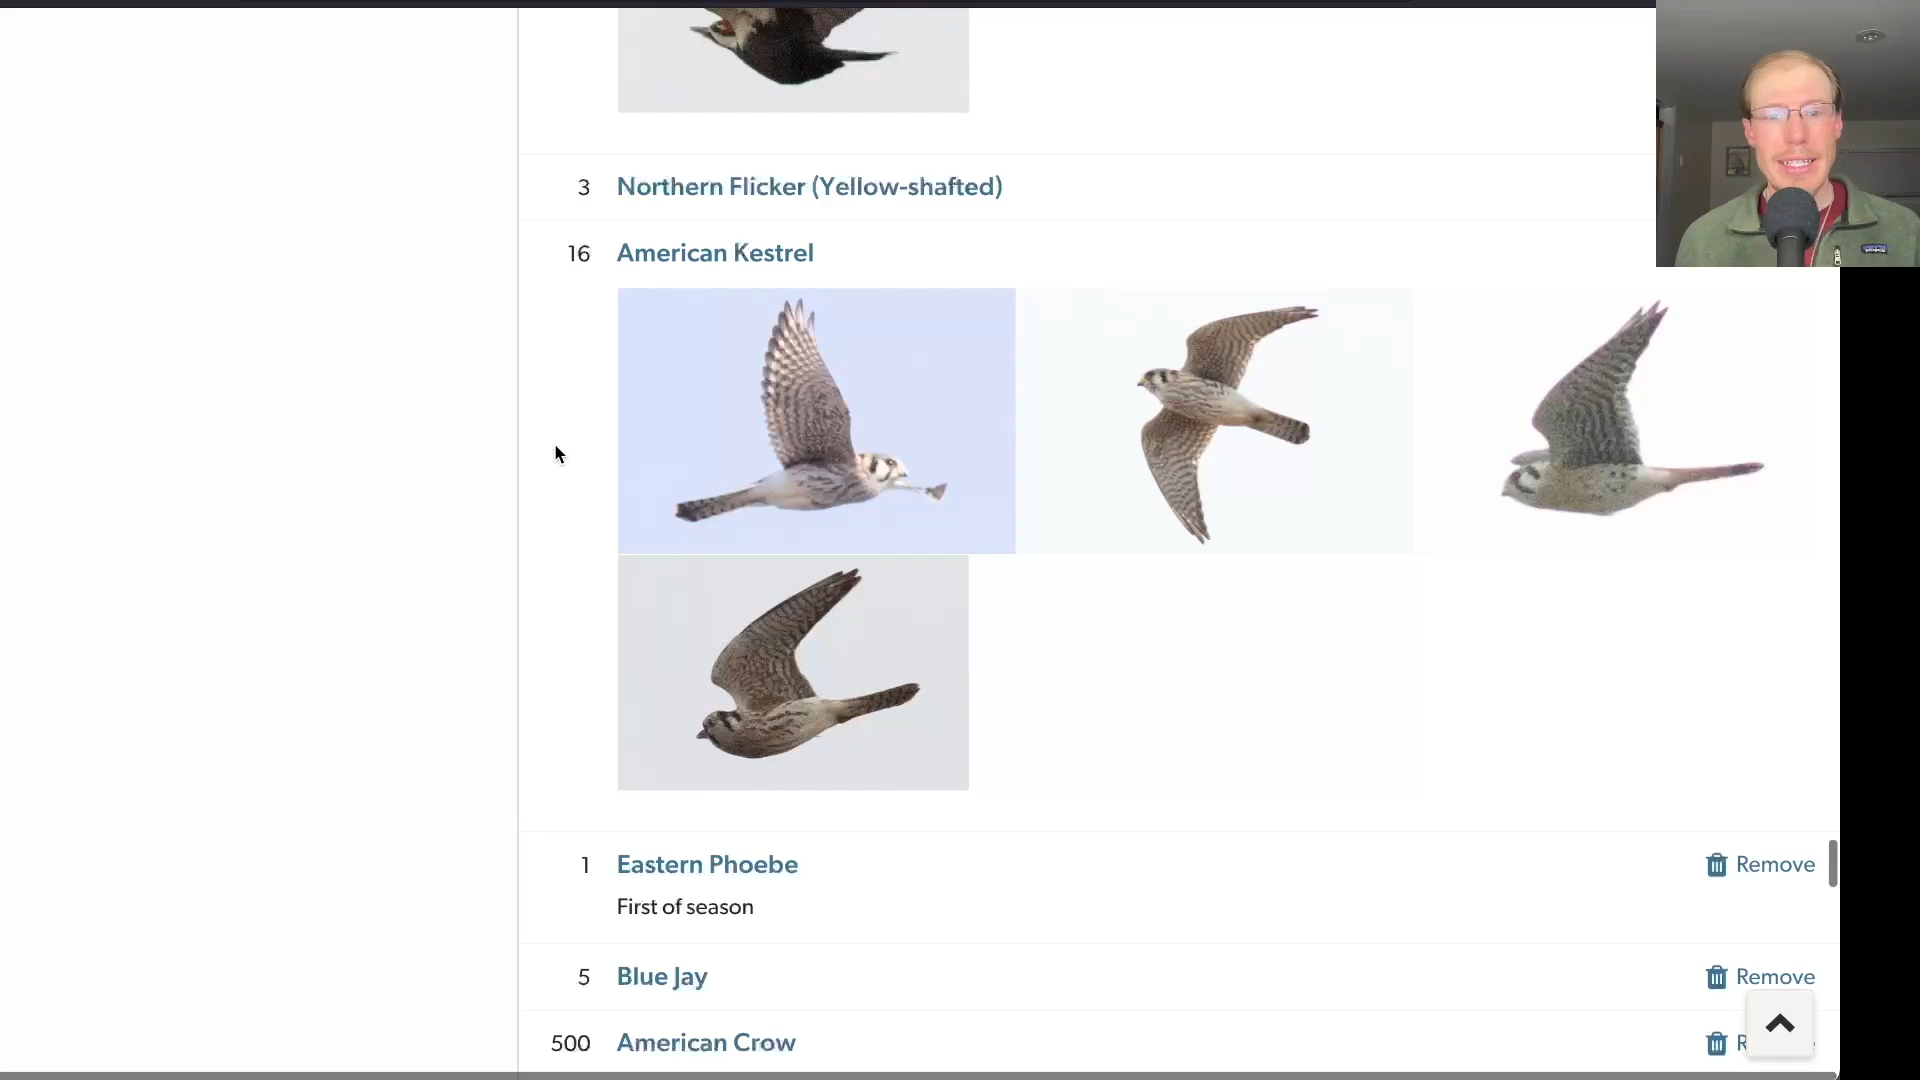 3 Northern Flicker (Yellow-shafted)
16 American Kestrel
1 Eastern Phoebe Remove
First of season
5 Blue Jay Remove
500 American Crow